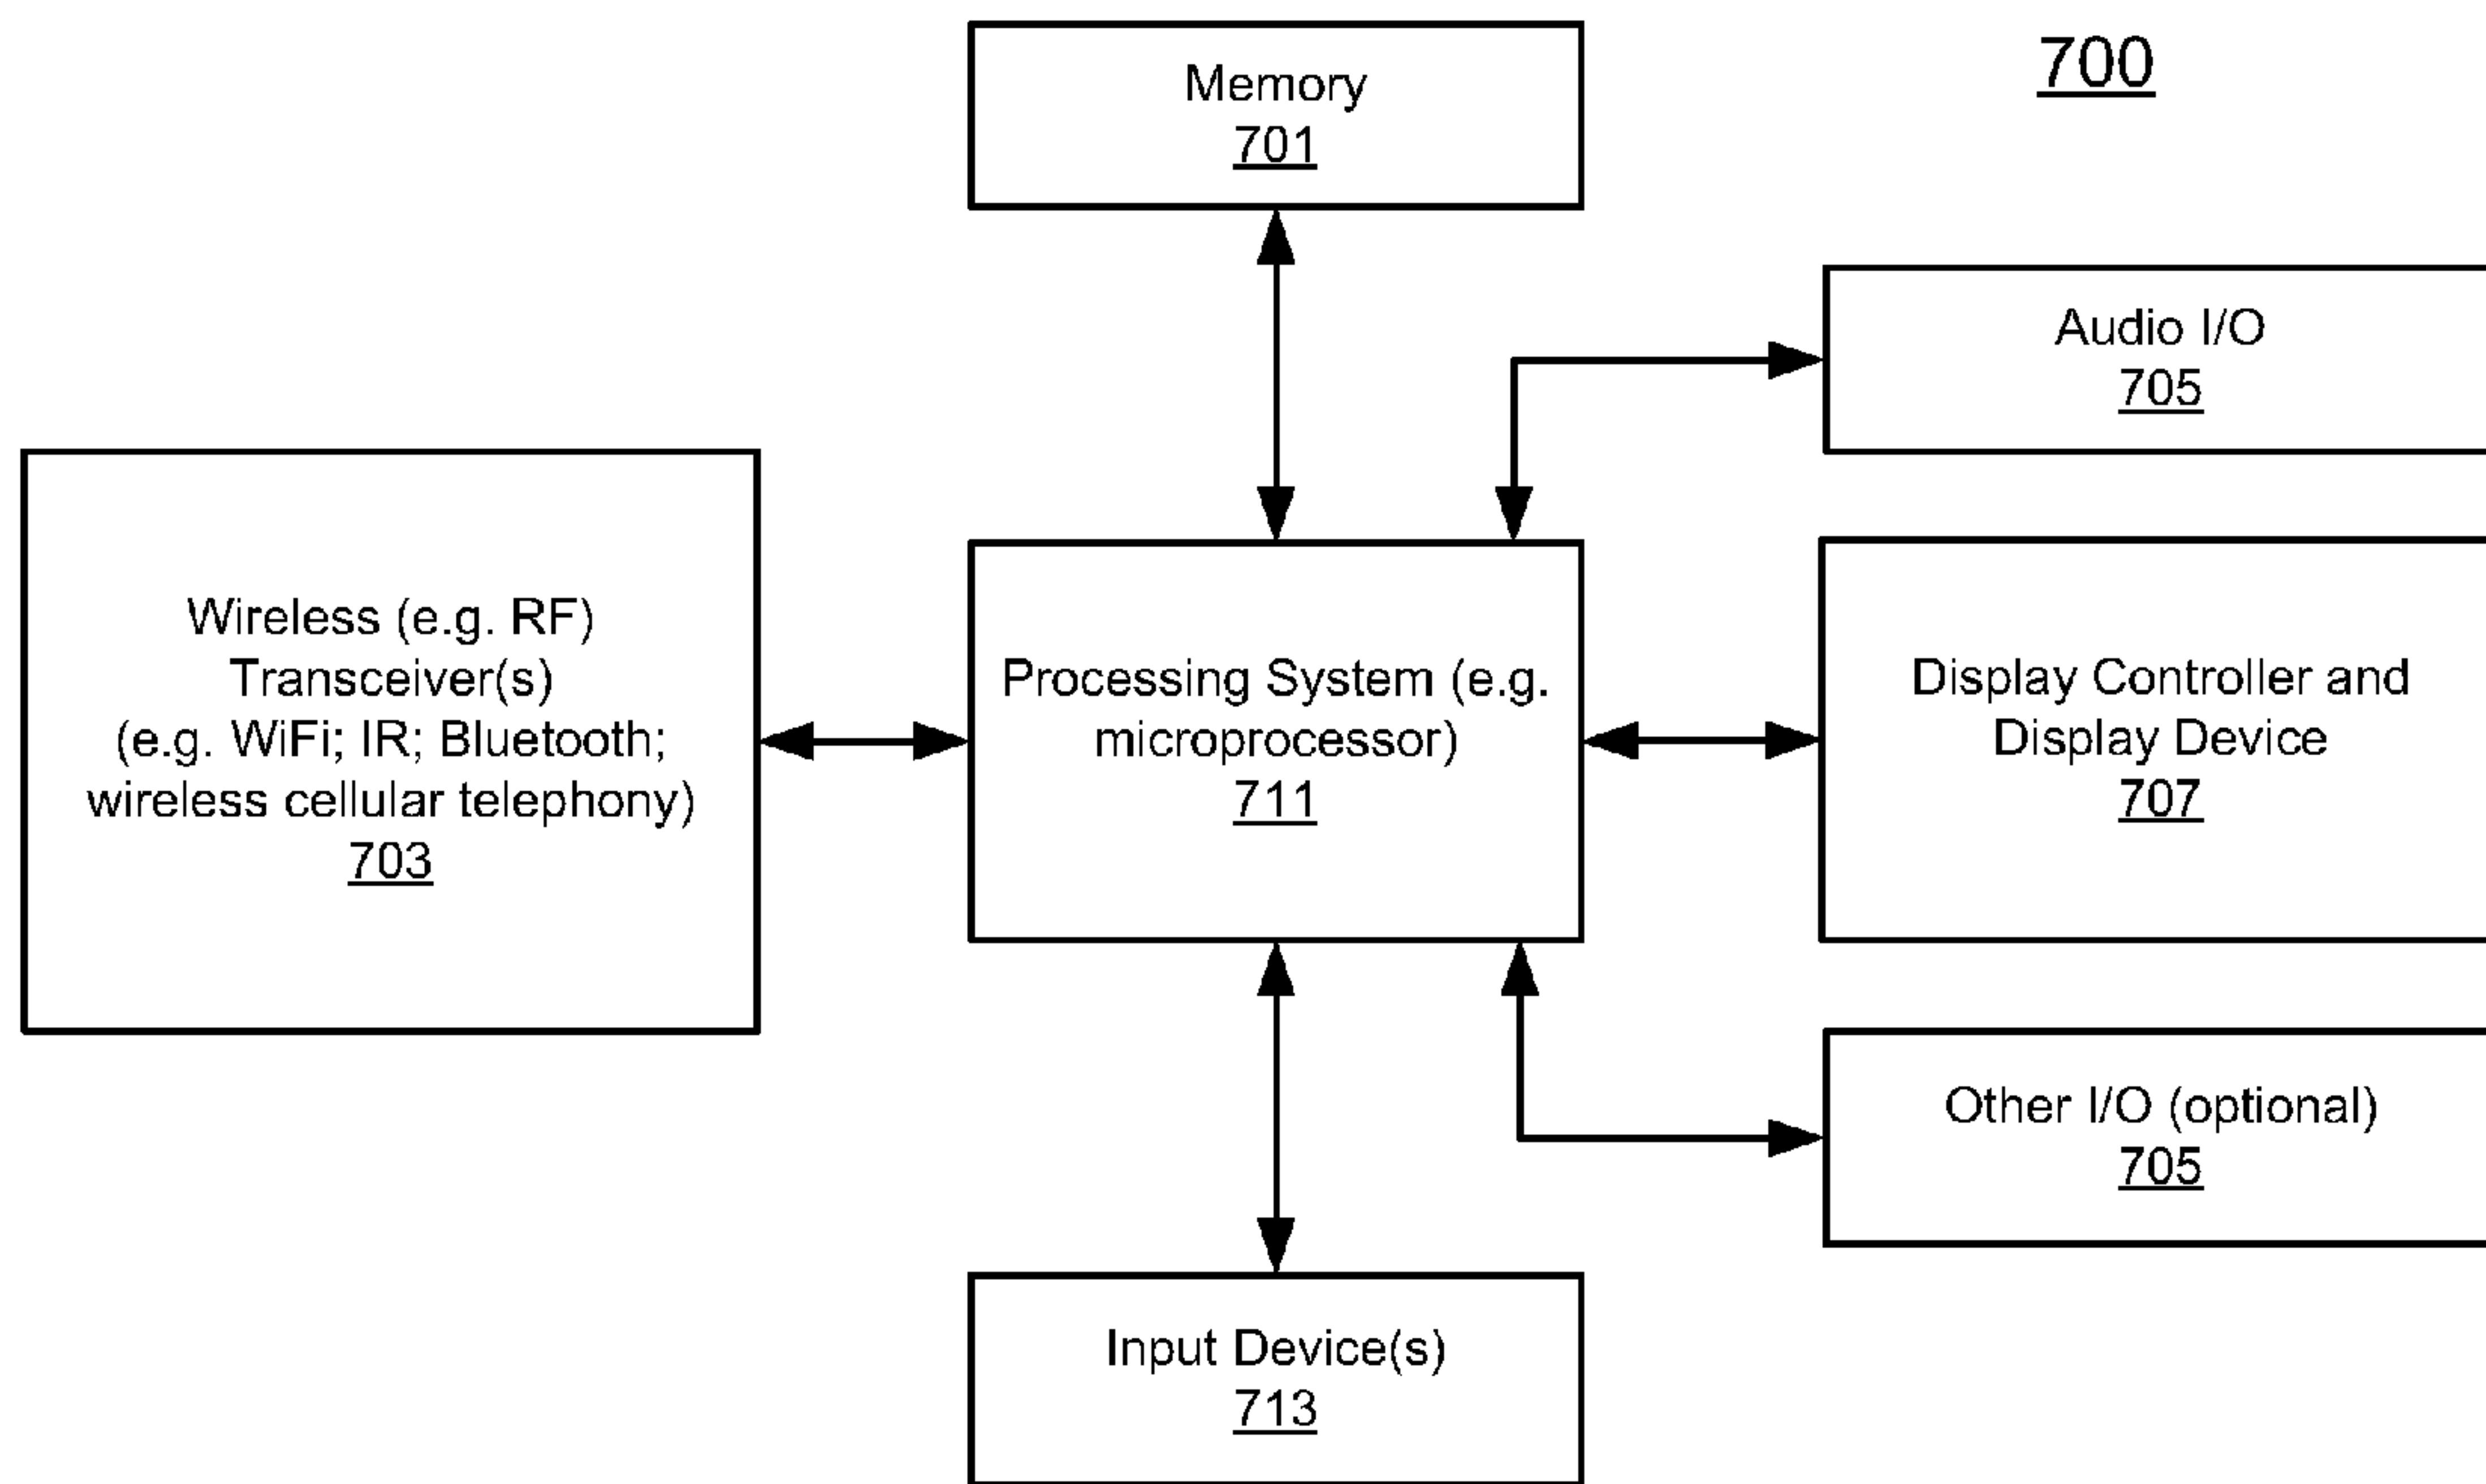 700
Memory
701
Audio I/O
705
Wireless (e.g. RF)
Transceiver(s)
(e.g. WiFi; IR; Bluetooth;
wireless cellular telephony)
703
Processing System (e.g.
microprocessor)
711
Display Controller and
Display Device
707
Other I/O (optional)
705
Input Device(s)
713